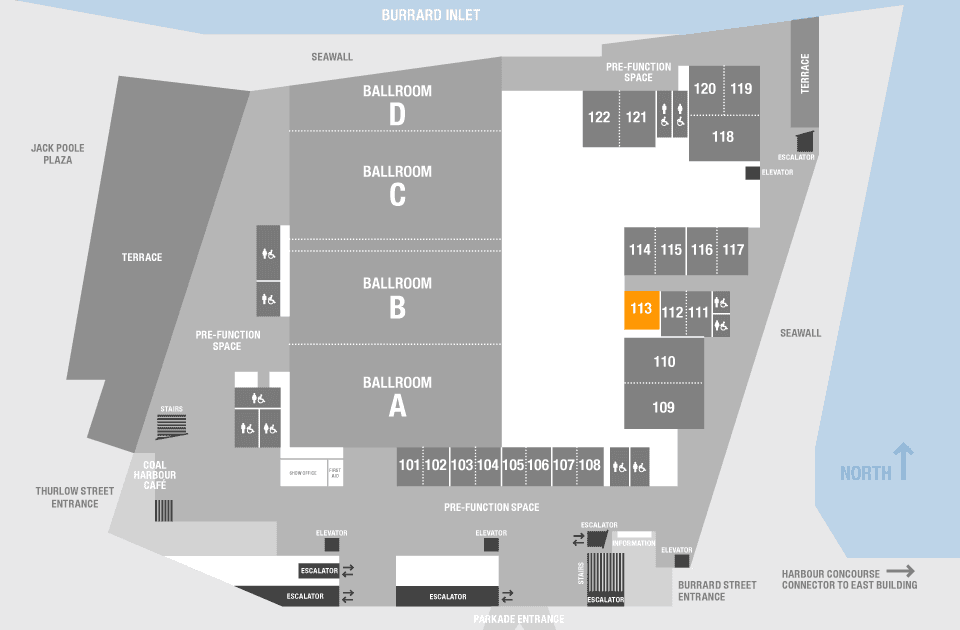 BURRARD INLET
SEAWALL
PRE-FUNCTION
SPACE
TERRACE
BALLROOM
D
120
119
122
121
118
JACK POOLE
PLAZA
ESCALATOR
ELEVATOR
BALLROOM
C
TERRACE
114
115
116
117
BALLROOM
B
113
112
111
PRE-FUNCTION
SPACE
SEAWALL
110
BALLROOM
A
109
STAIRS
COAL
HARBOUR
CAFÉ
101
102
103
104
105
106
107
108
SHOW OFFICE
FIRST
AID
NORTH
THURLOW STREET
ENTRANCE
PRE-FUNCTION SPACE
ESCALATOR
ELEVATOR
ELEVATOR
INFORMATION
ELEVATOR
ESCALATOR
STAIRS
HARBOUR CONCOURSE
CONNECTOR TO EAST BUILDING
BURRARD STREET
ENTRANCE
ESCALATOR
ESCALATOR
ESCALATOR
PARKADE ENTRANCE